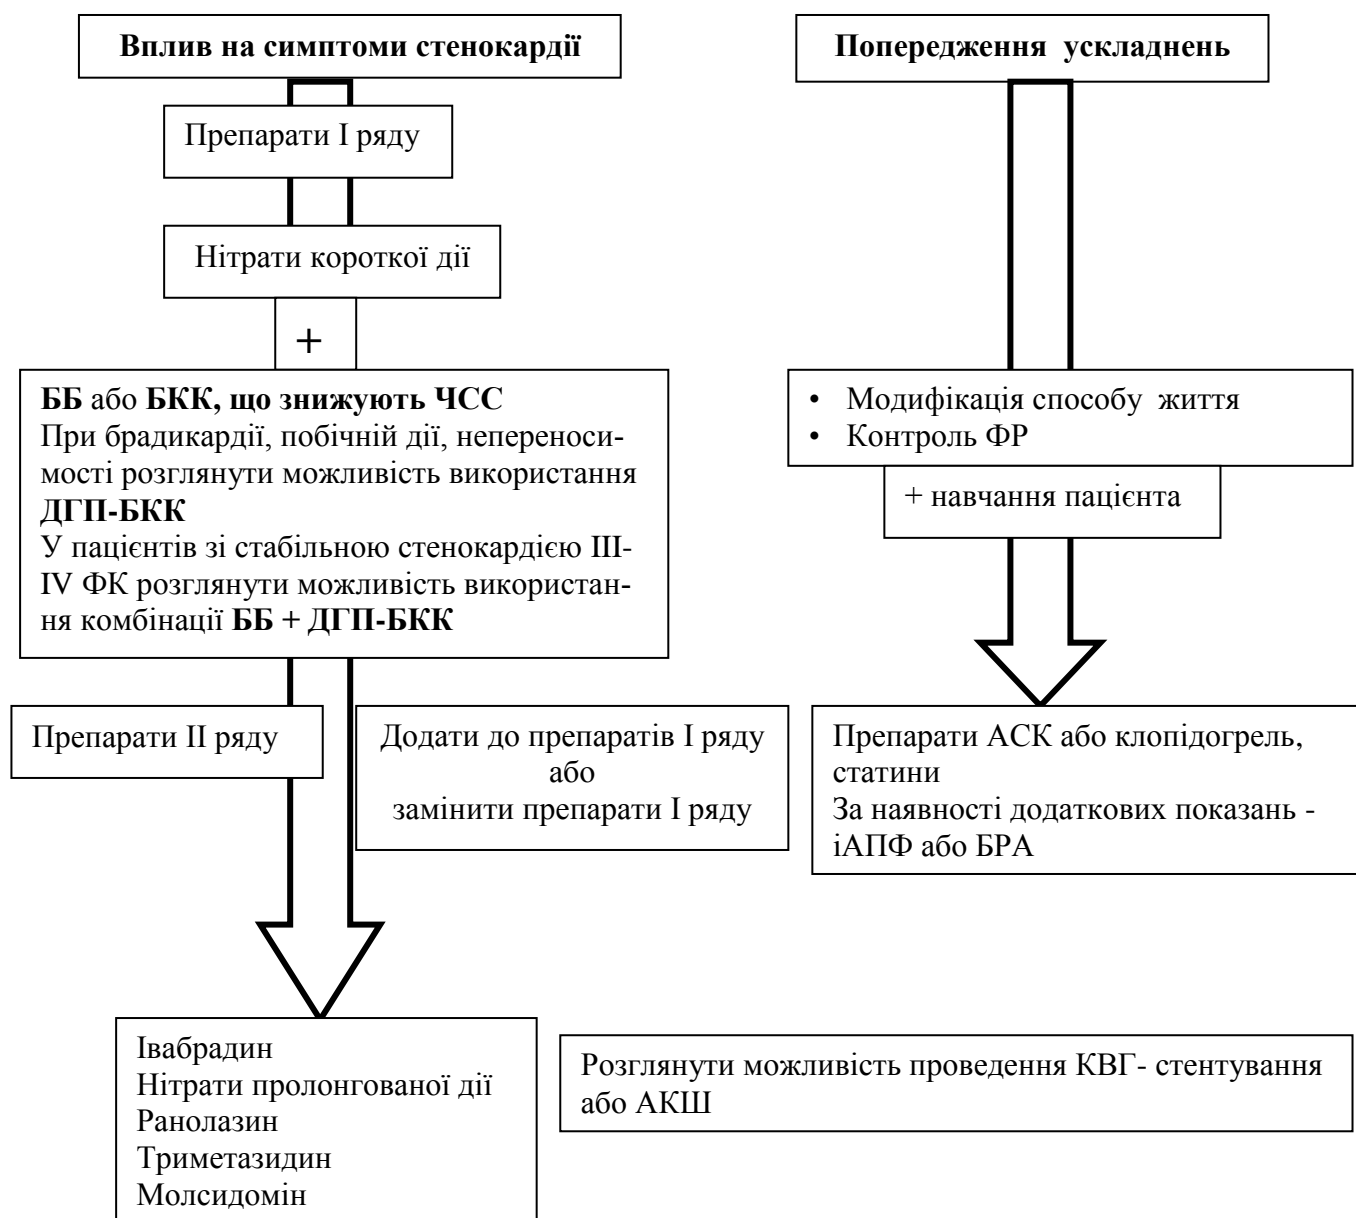 Вплив на симптоми стенокардії
Препарати І ряду
Нітрати короткої дії
+
ББ або БКК, що знижують ЧСС
При брадикардії, побічній дії, непереноси-
мості розглянути можливість використання
ДГП-БКК
У пацієнтів зі стабільною стенокардією ІІІ-
IV ФК розглянути можливість використан-
ня комбінації ББ + ДГП-БКК
Препарати ІІ ряду
Додати до препаратів І ряду
або
замінити препарати І ряду
Івабрадин
Нітрати пролонгованої дії
Ранолазин
Триметазидин
Молсидомін
Попередження ускладнень
• Модифікація способу життя
• Контроль ФР
+ навчання пацієнта
Препарати АСК або клопідогрель,
статини
За наявності додаткових показань -
іАПФ або БРА
Розглянути можливість проведення КВГ- стентування
або АКШ